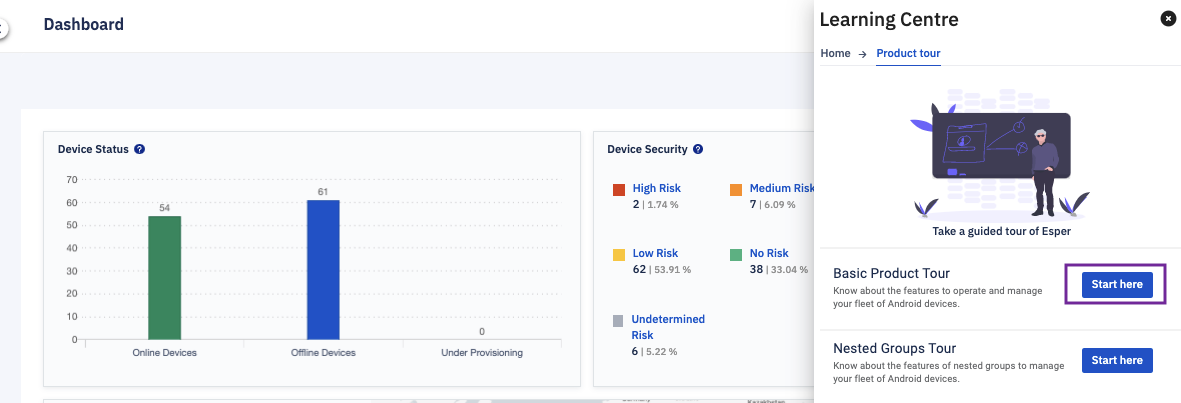 Dashboard
Device Status
70
60
50
40
30
20
10
0
54
61
0
Online Devices
Offline Devices
Under Provisioning
Device Security
High Risk
2 | 1.74 %
Medium Risk
7 | 6.09 %
Low Risk
62 | 53.91 %
No Risk
38 | 33.04 %
Undetermined
Risk
6 | 5.22 %
Kazakhstan
Learning Centre
Home → Product tour
Take a guided tour of Esper
Basic Product Tour
Know about the features to operate and manage
your fleet of Android devices.
Start here
Nested Groups Tour
Know about the features of nested groups to manage
your fleet of Android devices.
Start here